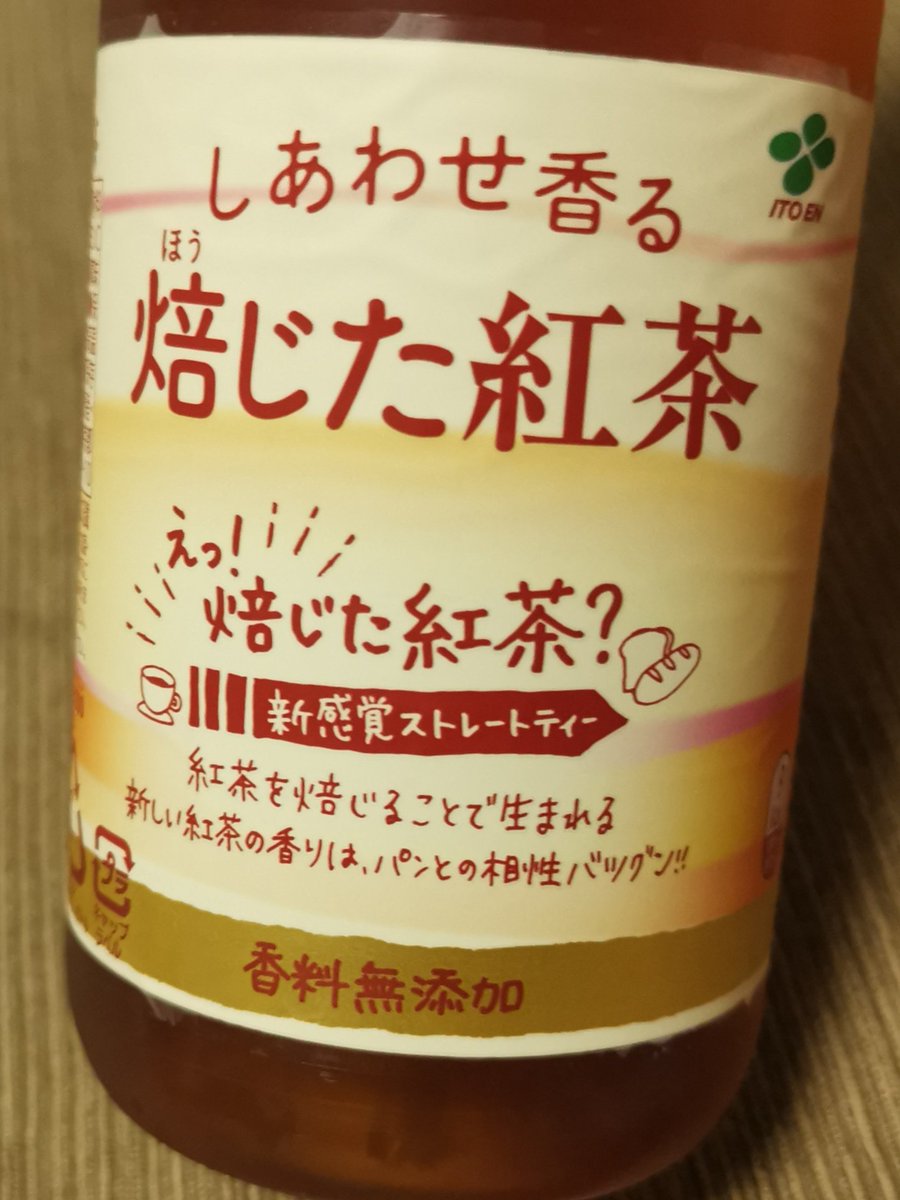 しあわせ香る
ITO EN
ほう
焙じた紅茶
えっ!
焙じた紅茶?
新感覚ストレートティー
紅茶を焙じることで生まれる
新しい紅茶の香りは、パンとの相性バツグン!!
プラ
香料無添加